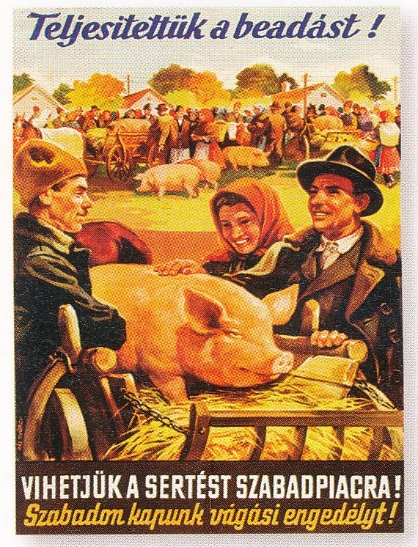 Teljesítettük a beadást!
VIHETJÜK A SERTÉST SZABADPIACRA!
Szabadon kapunk vágási engedélyt!